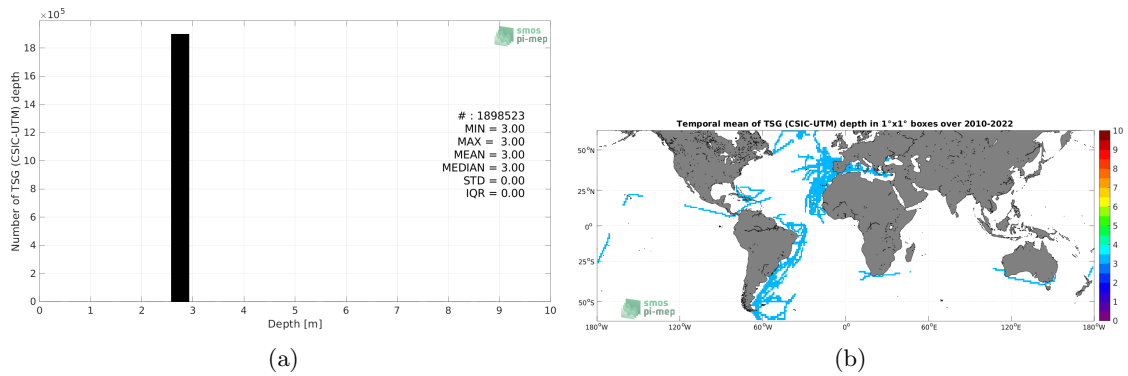 ×10⁵
18
16
14
12
10
8
6
4
2
0
Number of TSG (CSIC-UTM) depth
smos
pi-mep
# : 1898523
MIN = 3.00
MAX = 3.00
MEAN = 3.00
MEDIAN = 3.00
STD = 0.00
IQR = 0.00
0 1 2 3 4 5 6 7 8 9 10
Depth [m]
(a)
Temporal mean of TSG (CSIC-UTM) depth in 1°x1° boxes over 2010-2022
50°N
25°N
0°
25°S
50°S
smos
pi-mep
180°W 120°W 60°W 0° 60°E 120°E 180°W
10
9
8
7
6
5
4
3
2
1
0
(b)